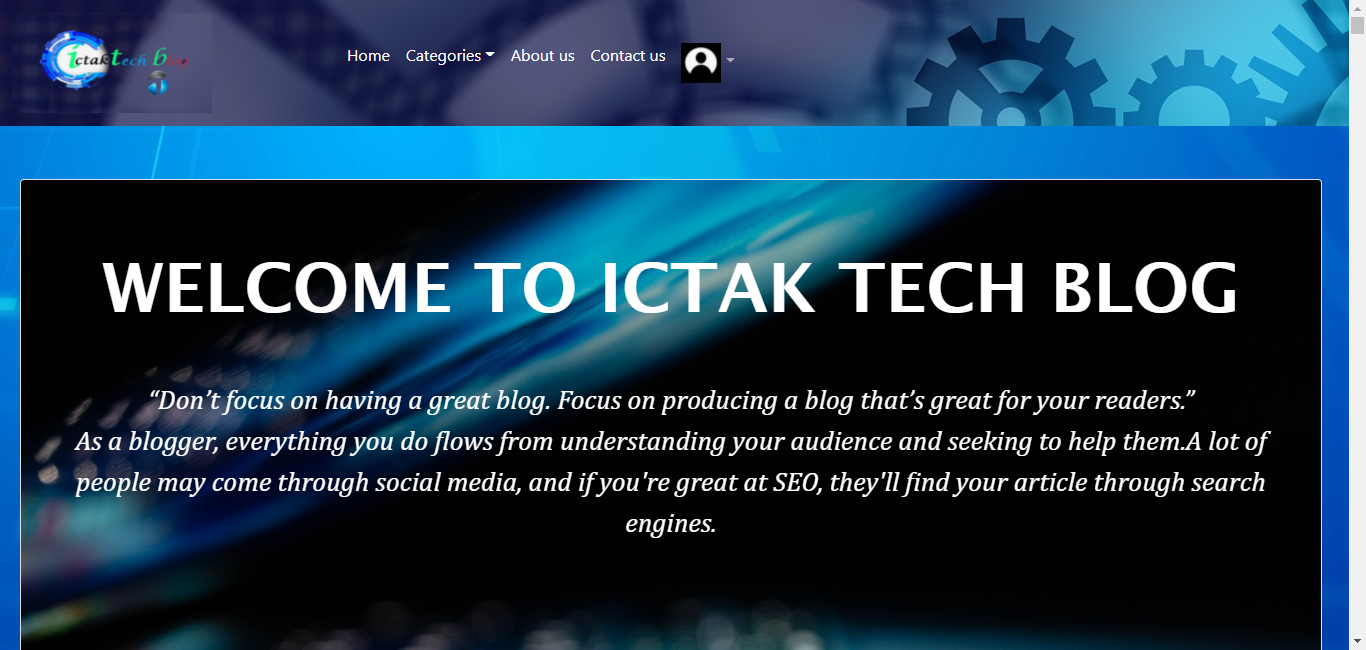 ictak Tech Blog
Home Categories About us Contact us
WELCOME TO ICTAK TECH BLOG
“Don’t focus on having a great blog. Focus on producing a blog that’s great for your readers.”
As a blogger, everything you do flows from understanding your audience and seeking to help them.A lot of
people may come through social media, and if you're great at SEO, they'll find your article through search
engines.